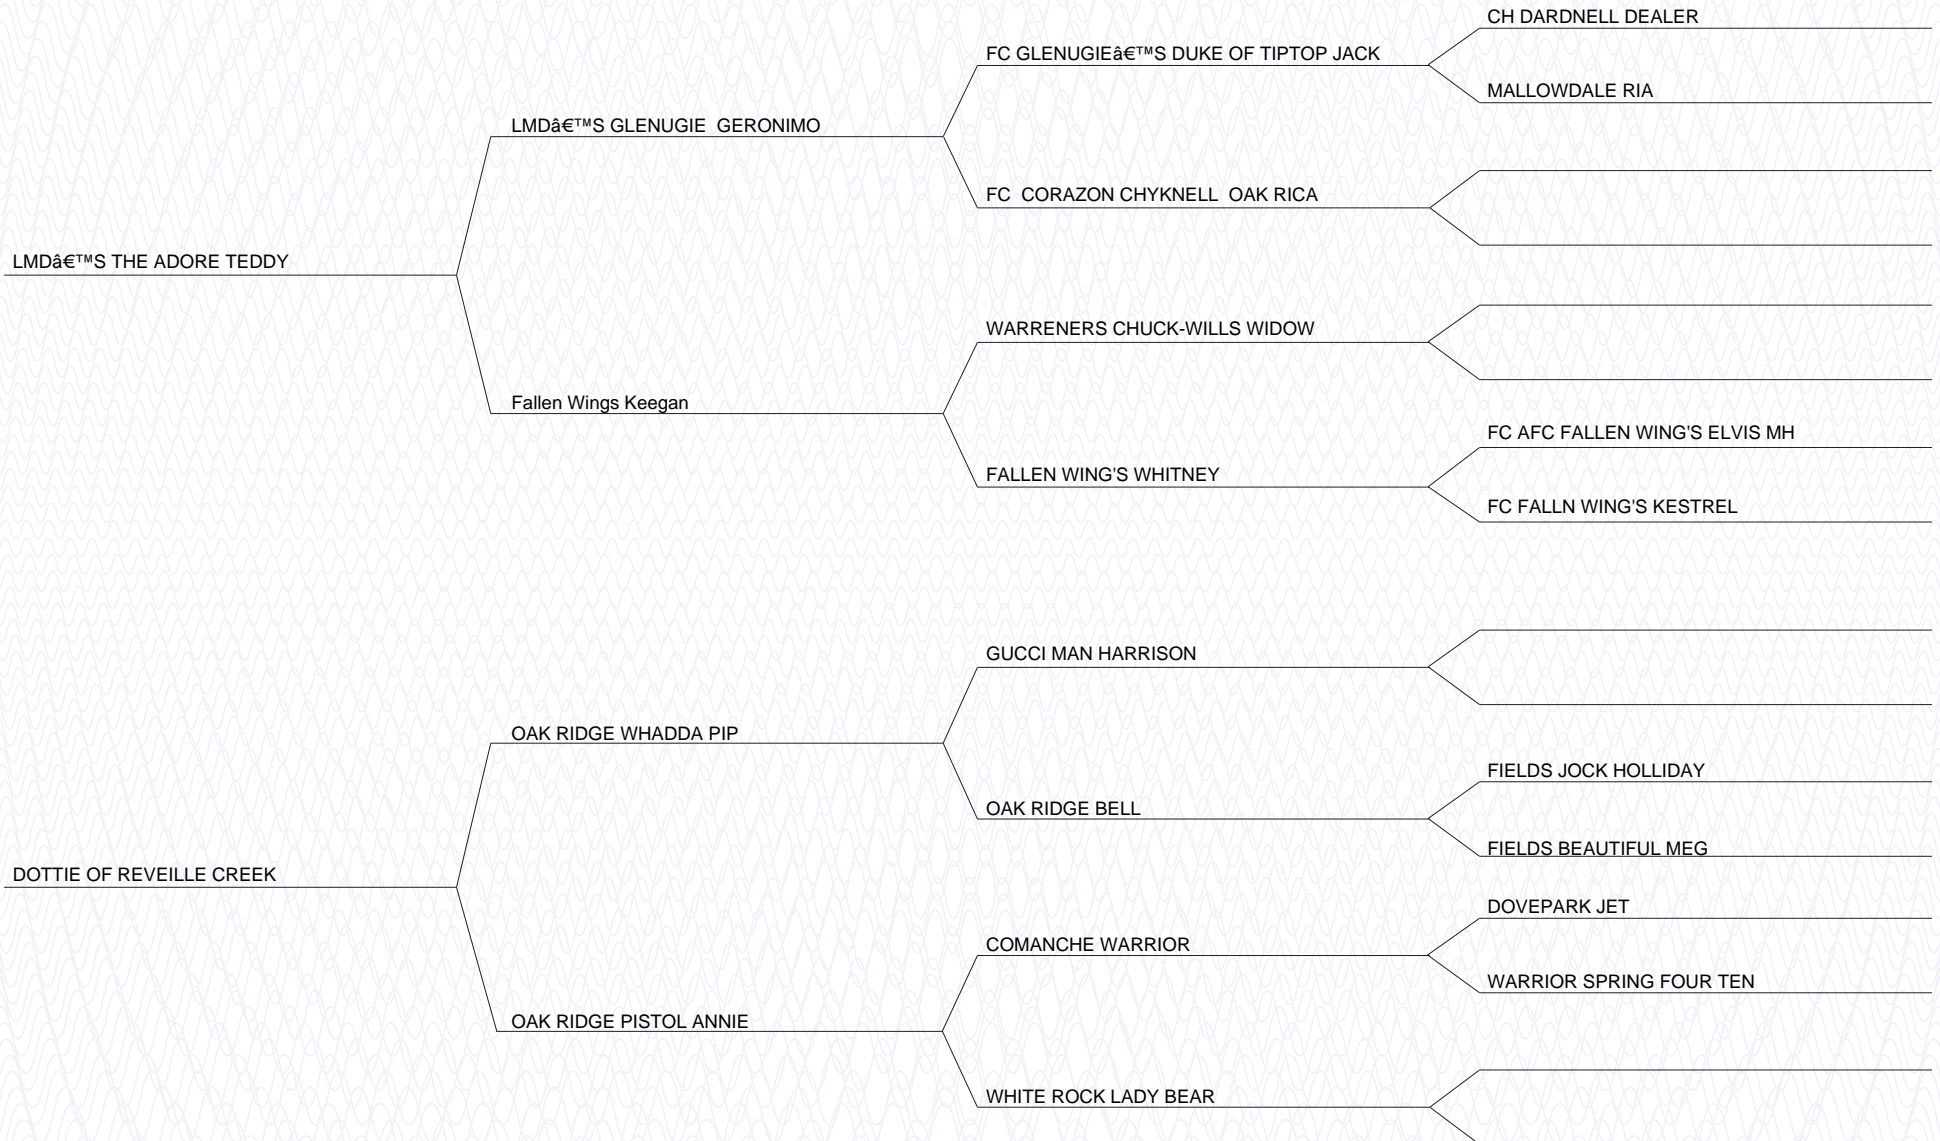 CH DARDNELL DEALER
FC GLENUGIEâ€™S DUKE OF TIPTOP JACK
MALLOWDALE RIA
LMDâ€™S GLENUGIE  GERONIMO
FC  CORAZON CHYKNELL  OAK RICA
LMDâ€™S THE ADORE TEDDY
WARRENERS CHUCK-WILLS WIDOW
Fallen Wings Keegan
FC AFC FALLEN WING'S ELVIS MH
FALLEN WING'S WHITNEY
FC FALLN WING'S KESTREL
GUCCI MAN HARRISON
OAK RIDGE WHADDA PIP
FIELDS JOCK HOLLIDAY
OAK RIDGE BELL
FIELDS BEAUTIFUL MEG
DOTTIE OF REVEILLE CREEK
DOVEPARK JET
COMANCHE WARRIOR
WARRIOR SPRING FOUR TEN
OAK RIDGE PISTOL ANNIE
WHITE ROCK LADY BEAR